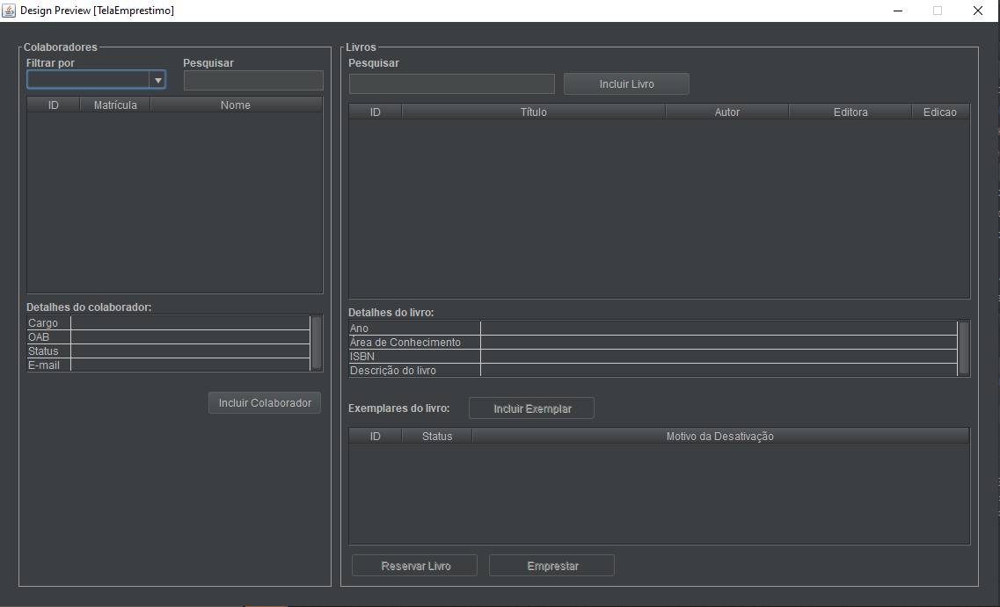 Design Preview [TelaEmprestimo]
Colaboradores
Filtrar por Pesquisar
ID Matrícula Nome
Detalhes do colaborador:
Cargo
OAB
Status
E-mail
Incluir Colaborador
Livros
Pesquisar
Incluir Livro
ID Título Autor Editora Edicao
Detalhes do livro:
Ano
Área de Conhecimento
ISBN
Descrição do livro
Exemplares do livro: Incluir Exemplar
ID Status Motivo da Desativação
Reservar Livro Emprestar